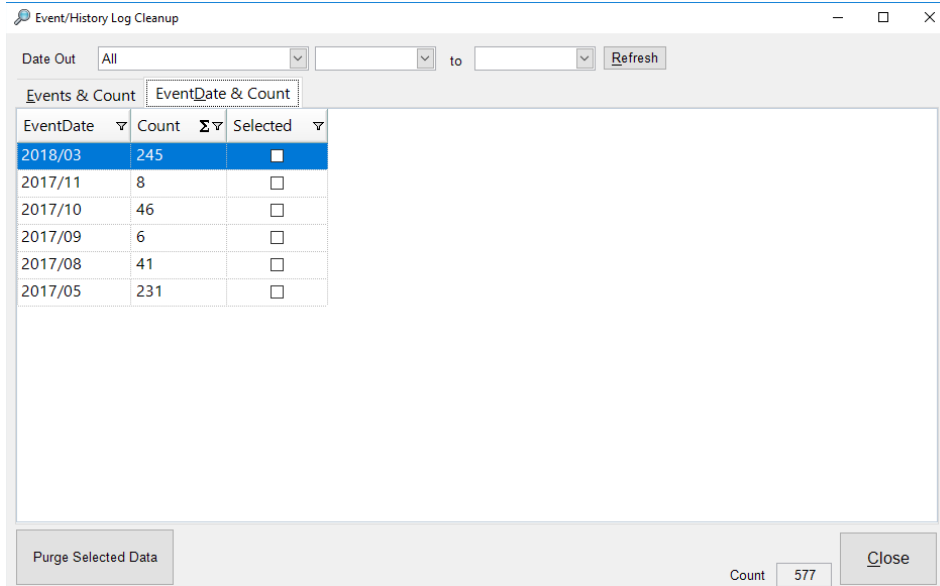 Event/History Log Cleanup
Date Out All to Refresh
Events & Count EventDate & Count
EventDate Count Σ Selected
2018/03 245
2017/11 8
2017/10 46
2017/09 6
2017/08 41
2017/05 231
Purge Selected Data
Count 577
Close